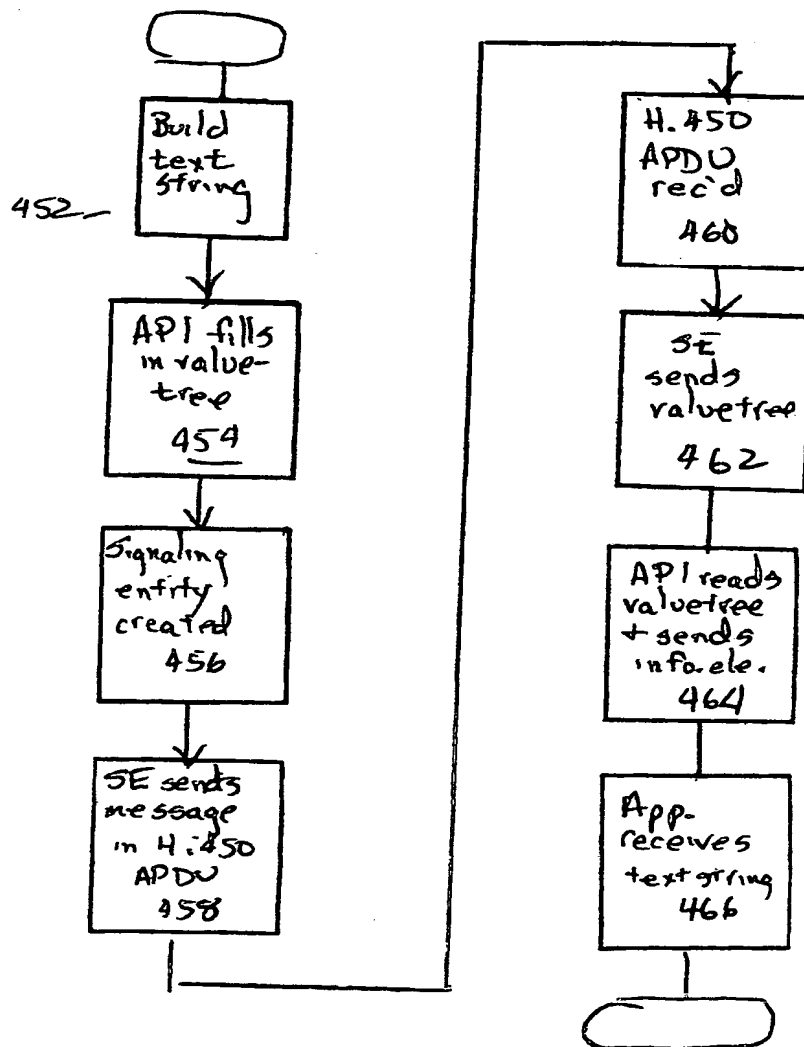 Build
text
string
452
API fills
in value-
tree
454
Signaling
entity
created
456
SE sends
message
in H.450
APDU
458
H.450
APDU
rec'd
460
SE
sends
valuetree
462
API reads
valuetree
+ sends
info.ele.
464
App.
receives
text string
466